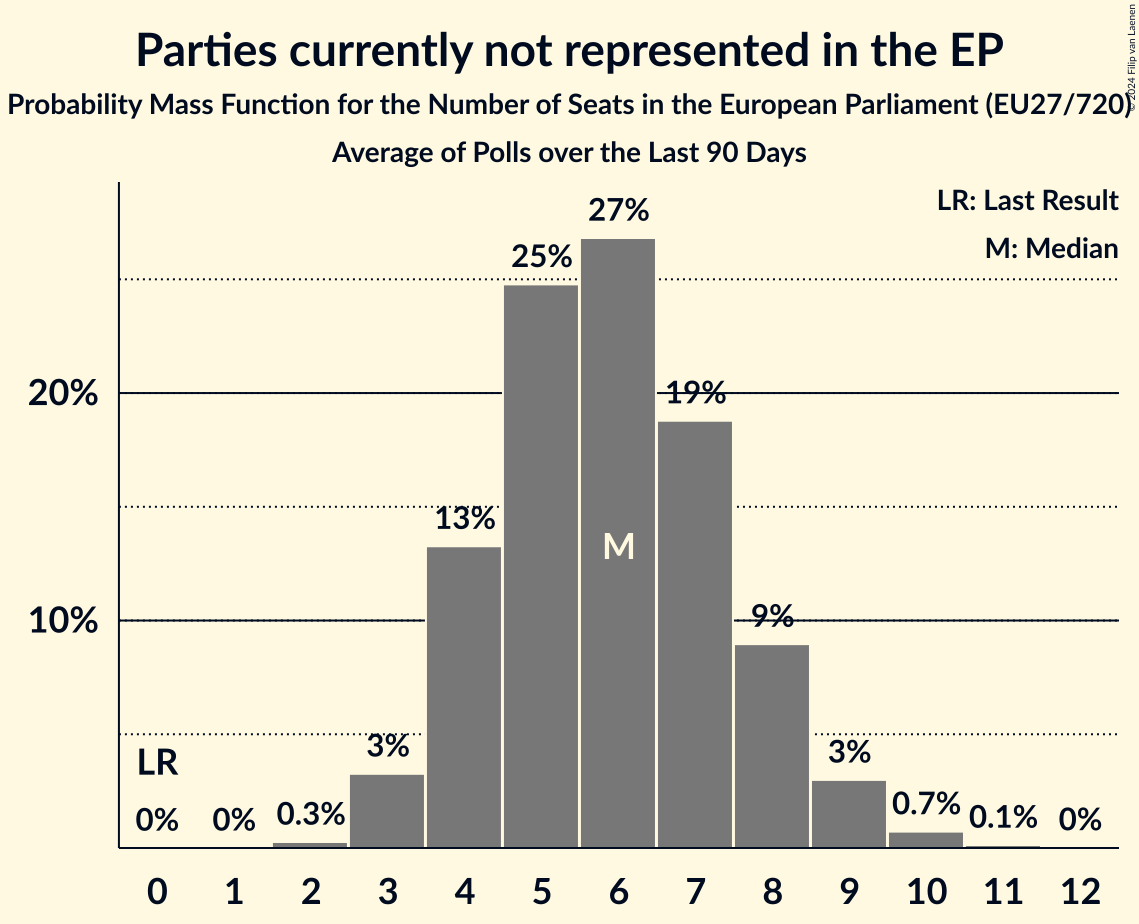 Parties currently not represented in the EP
Probability Mass Function for the Number of Seats in the European Parliament (EU27/720)
Average of Polls over the Last 90 Days
© 2024 Filip van Laenen
LR: Last Result
M: Median
27%
25%
20%
19%
13%
M
10%
9%
3%
3%
LR
0%
0%
0.3%
0.7%
0.1%
0%
0 1 2 3 4 5 6 7 8 9 10 11 12